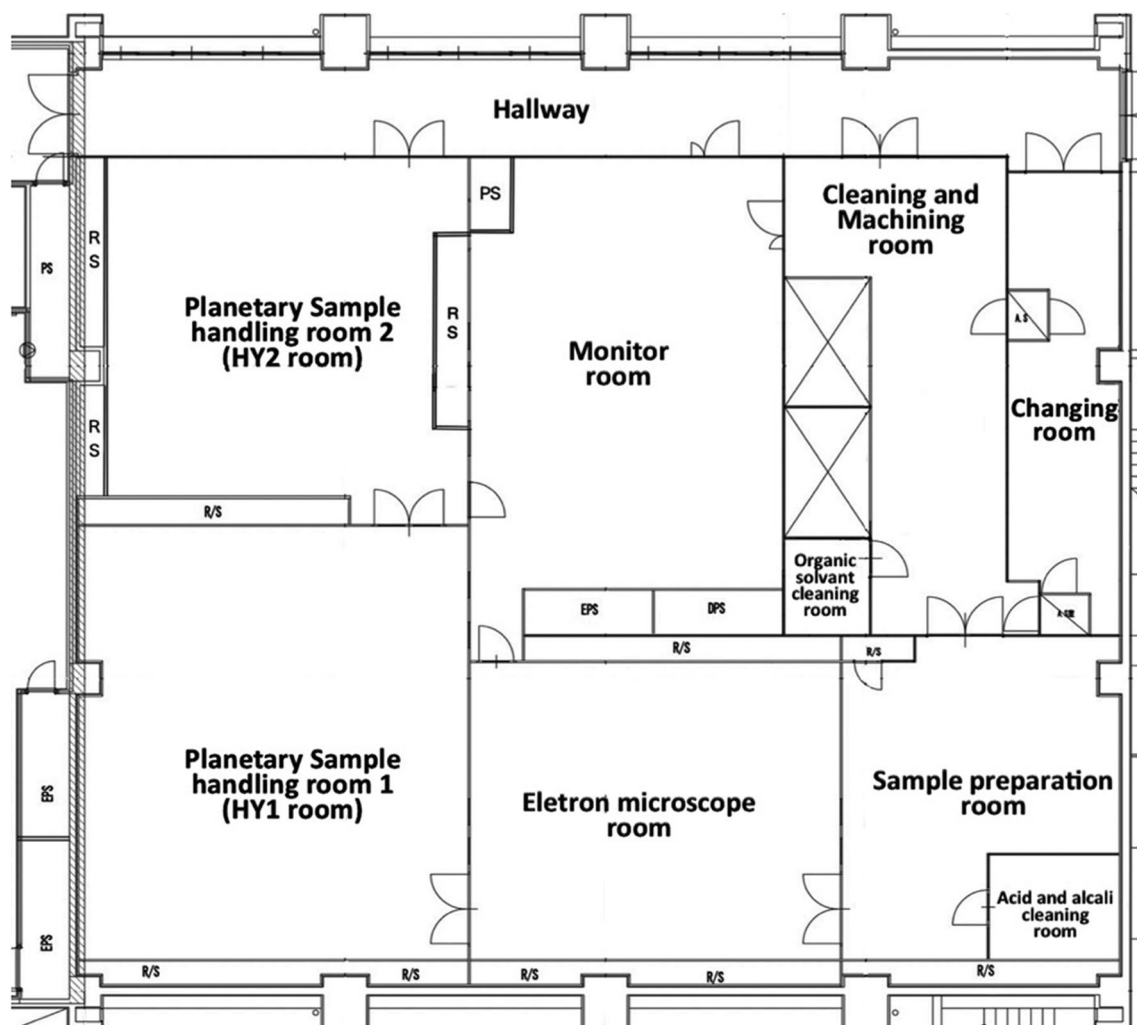 Hallway
PS
Cleaning and
Machining
room
R
S
PS
Planetary Sample
handling room 2
(HY2 room)
R
S
Monitor
room
A.S
Changing
room
R
S
R/S
Organic
solvent
cleaning
room
EPS
DPS
R/S
R/S
Planetary Sample
handling room 1
(HY1 room)
EPS
Eletron microscope
room
Sample preparation
room
Acid and alcali
cleaning
room
EPS
R/S
R/S
R/S
R/S
R/S